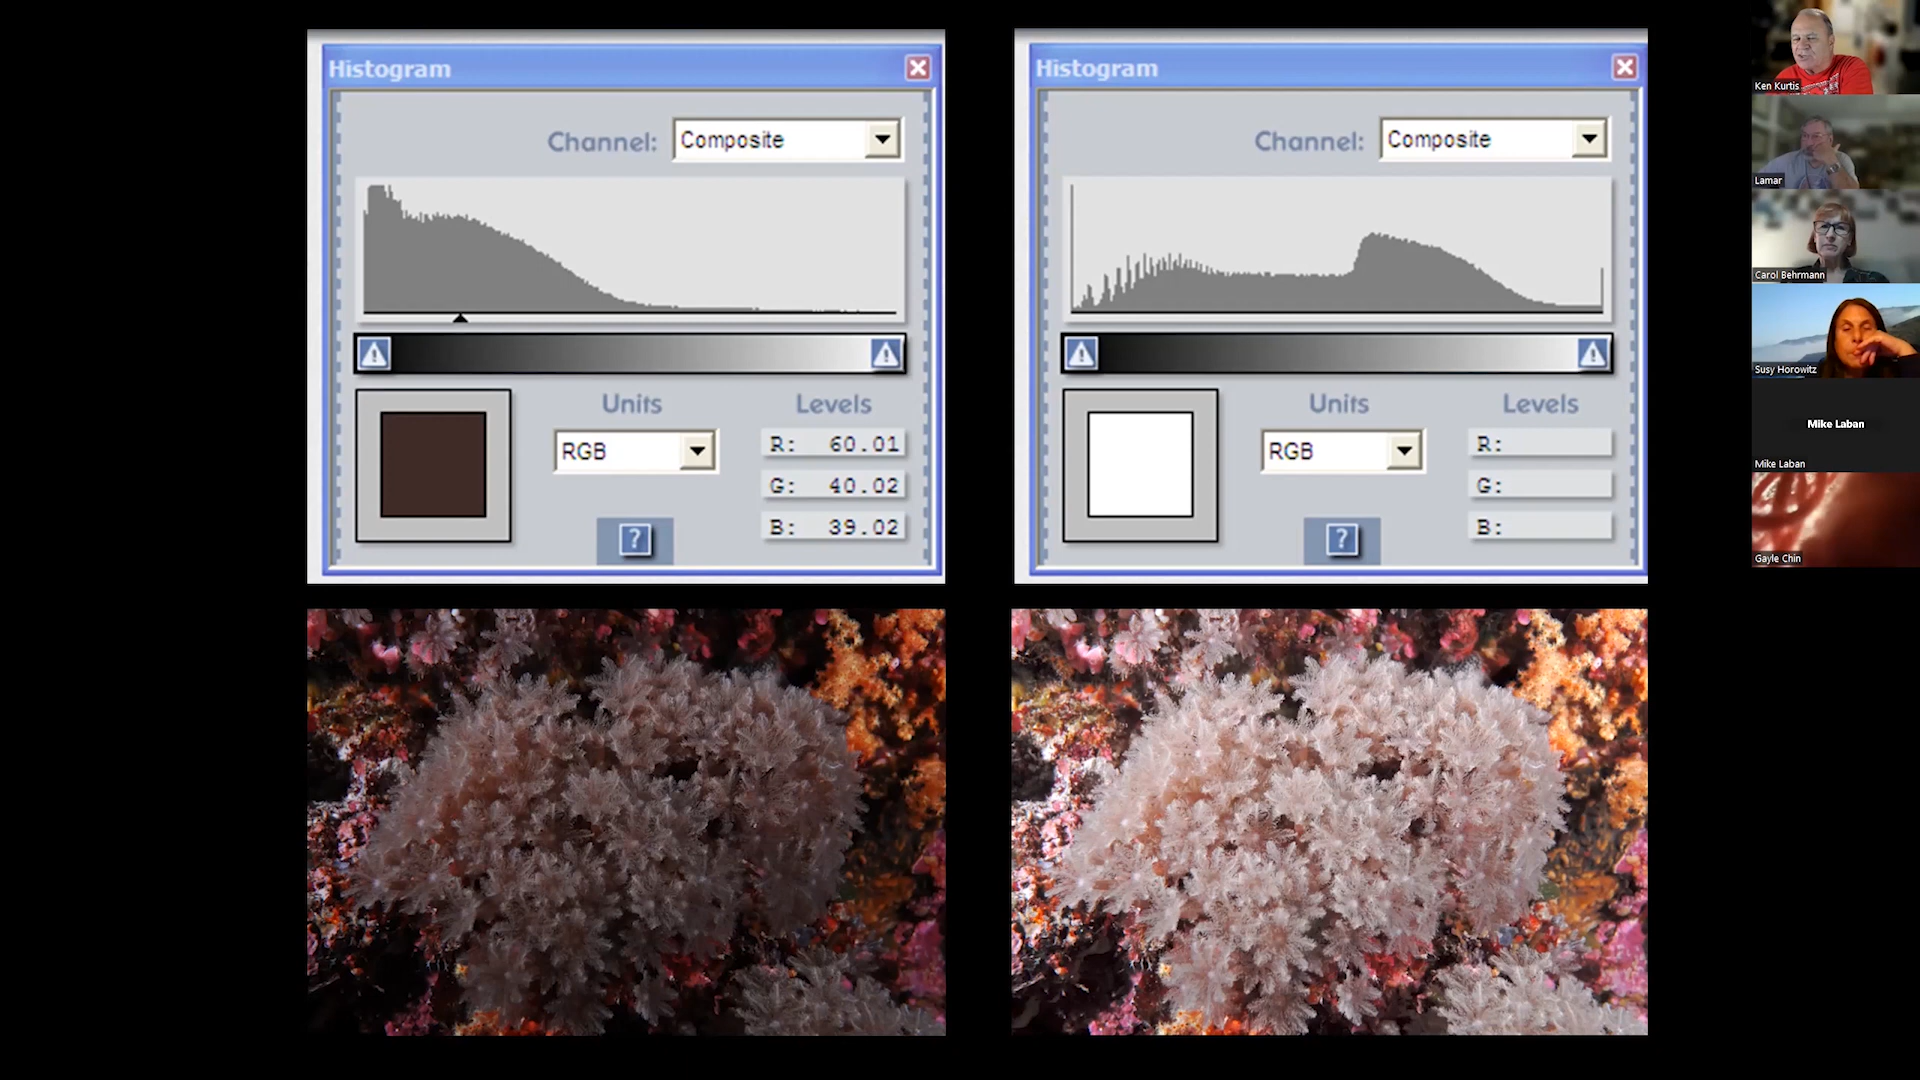 Histogram
Channel: Composite
Units
Levels
RGB
R: 60.01
G: 40.02
B: 39.02
?
Histogram
Channel: Composite
Units
Levels
RGB
R:
G:
B:
?
Ken Kurtis
Lamar
Carol Behrmann
Susy Horowitz
Mike Laban
Mike Laban
Gayle Chin